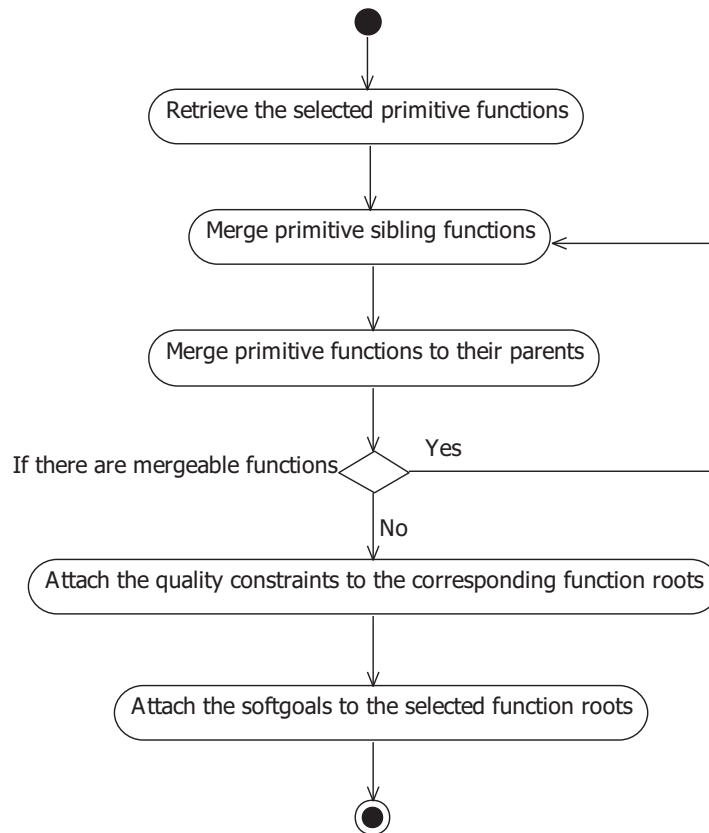 Retrieve the selected primitive functions
Merge primitive sibling functions
Merge primitive functions to their parents
Yes
If there are mergeable functions
No
Attach the quality constraints to the corresponding function roots
Attach the softgoals to the selected function roots